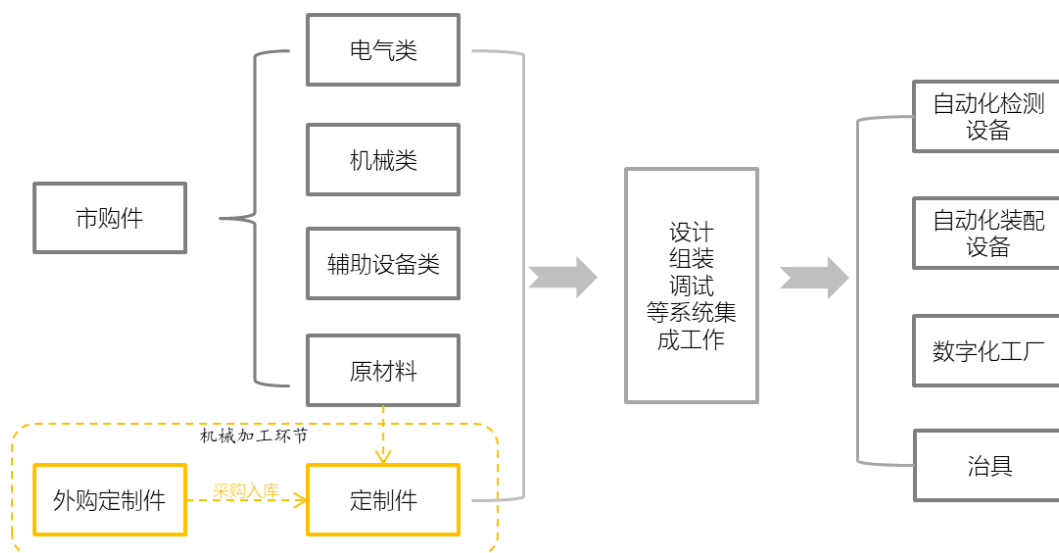 市购件
电气类
机械类
辅助设备类
原材料
机械加工环节
外购定制件
采购入库
定制件
设计
组装
调试
等系统集
成工作
自动化检测
设备
自动化装配
设备
数字化工厂
治具